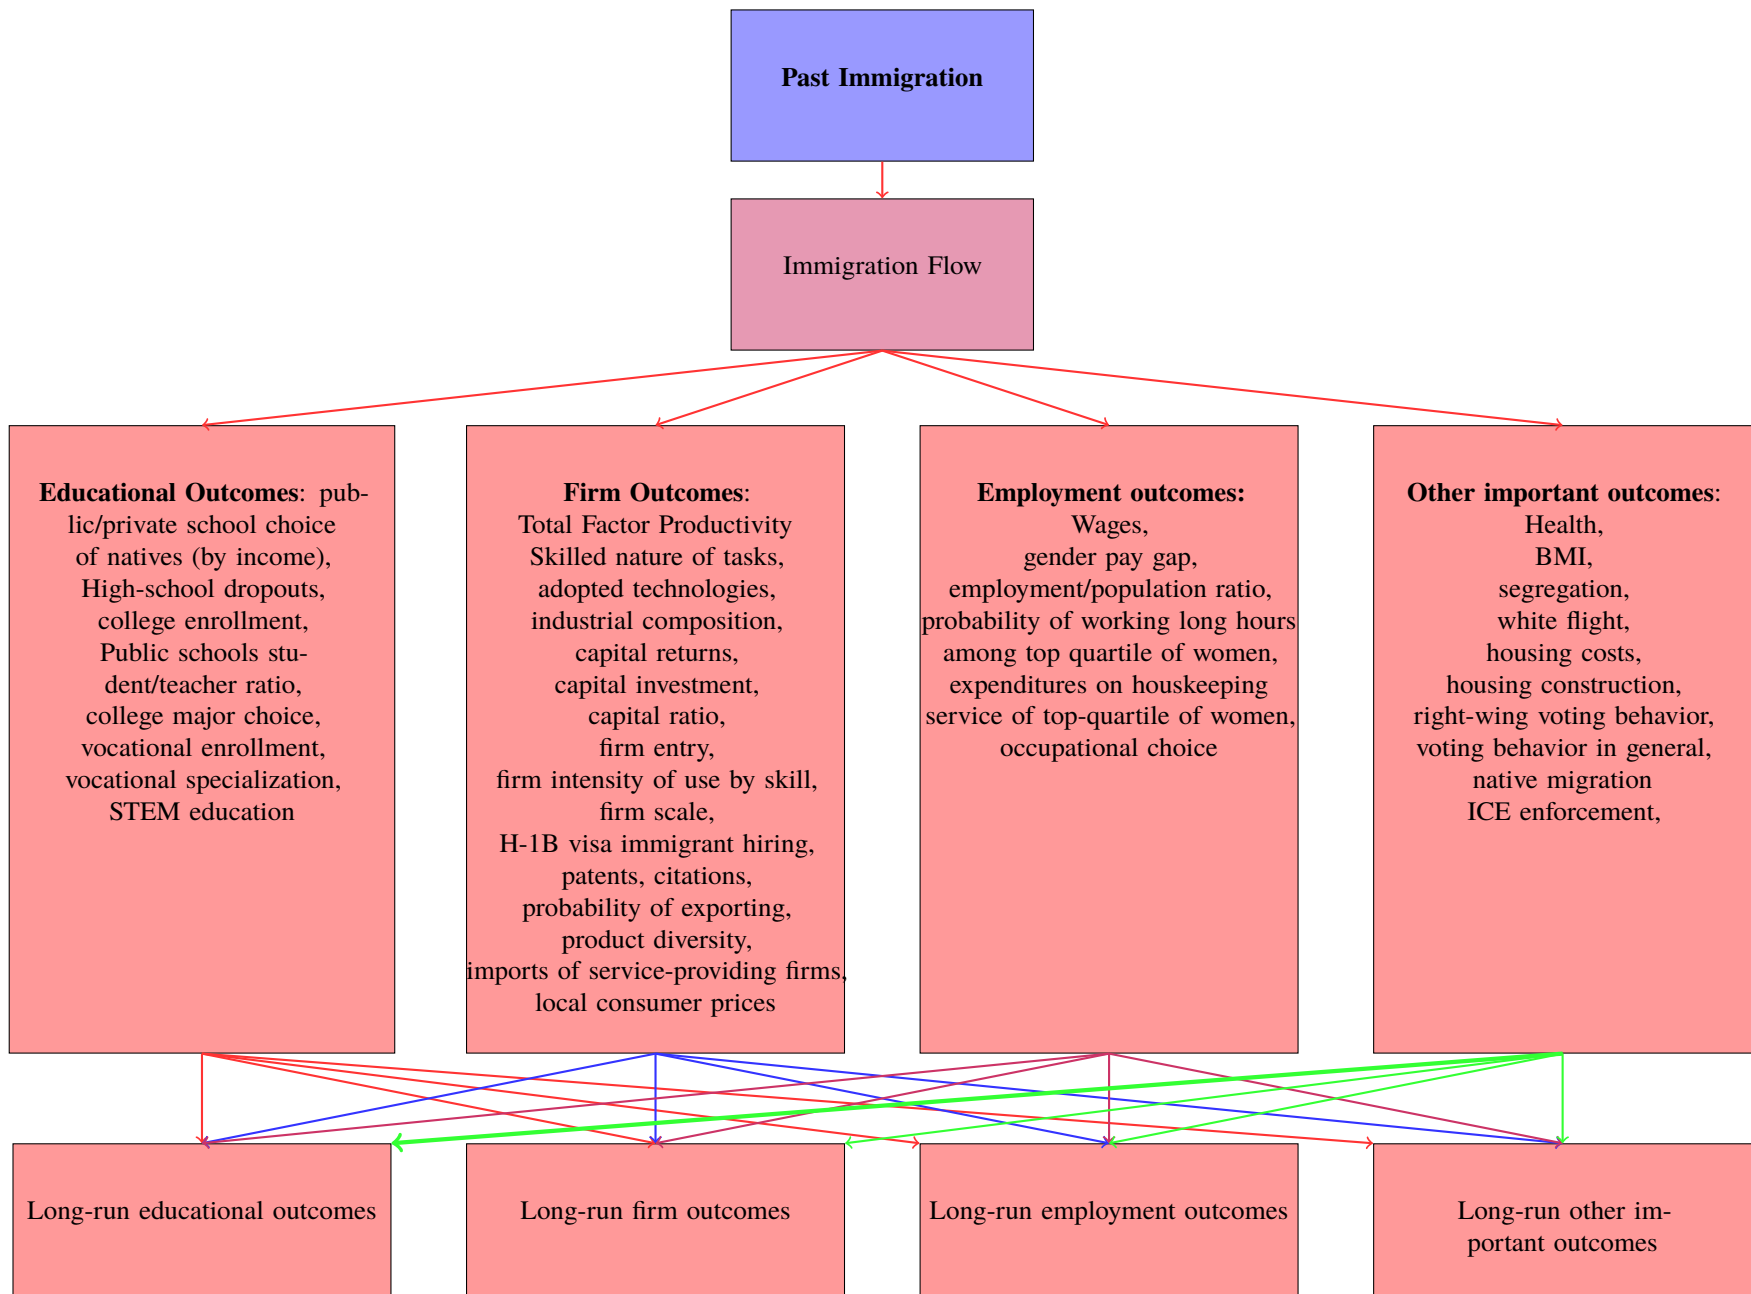 Past Immigration
Immigration Flow
Educational Outcomes: pub-
lic/private school choice
of natives (by income),
High-school dropouts,
college enrollment,
Public schools stu-
dent/teacher ratio,
college major choice,
vocational enrollment,
vocational specialization,
STEM education
Firm Outcomes:
Total Factor Productivity
Skilled nature of tasks,
adopted technologies,
industrial composition,
capital returns,
capital investment,
capital ratio,
firm entry,
firm intensity of use by skill,
firm scale,
H-1B visa immigrant hiring,
patents, citations,
probability of exporting,
product diversity,
imports of service-providing firms,
local consumer prices
Employment outcomes:
Wages,
gender pay gap,
employment/population ratio,
probability of working long hours
among top quartile of women,
expenditures on houskeeping
service of top-quartile of women,
occupational choice
Other important outcomes:
Health,
BMI,
segregation,
white flight,
housing costs,
housing construction,
right-wing voting behavior,
voting behavior in general,
native migration
ICE enforcement,
Long-run educational outcomes
Long-run firm outcomes
Long-run employment outcomes
Long-run other im-
portant outcomes